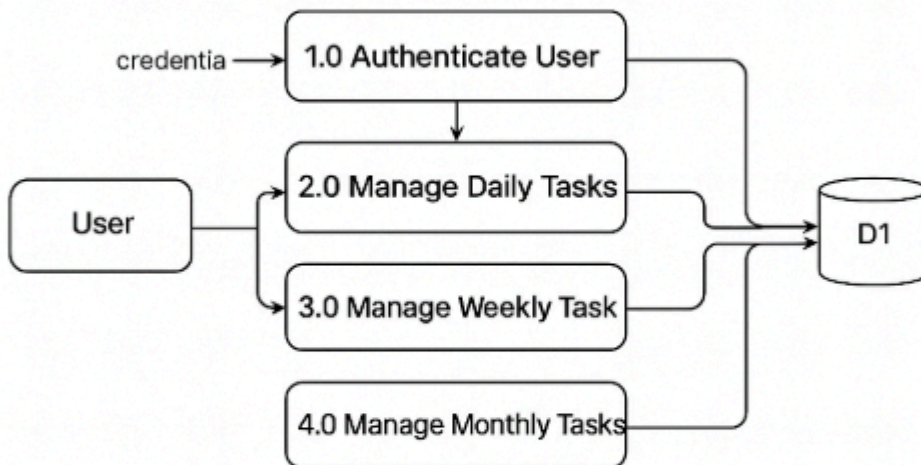 1.0 Authenticate User
credentia
2.0 Manage Daily Tasks
User
D1
3.0 Manage Weekly Task
4.0 Manage Monthly Tasks